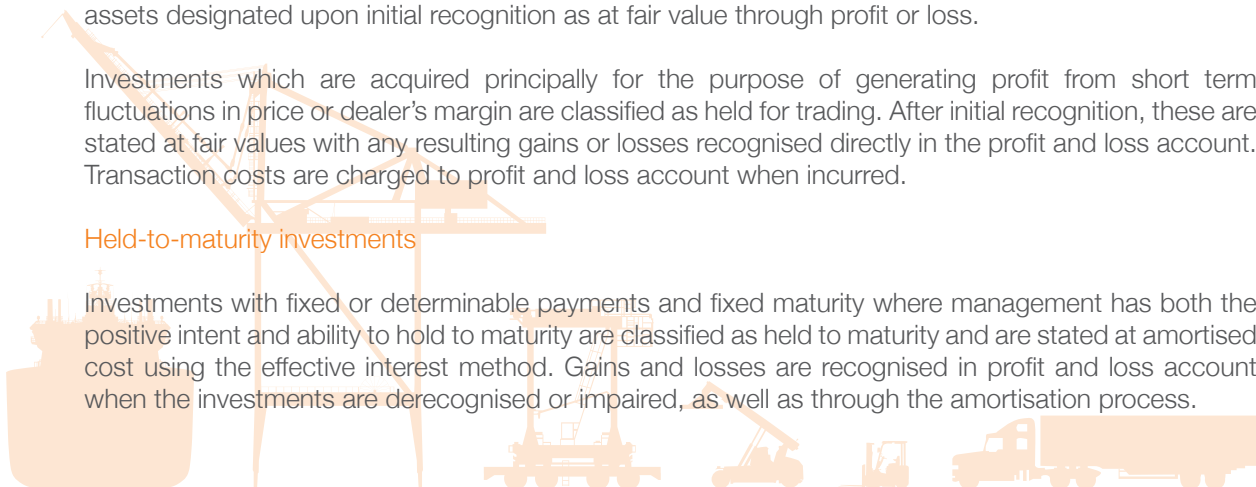 assets designated upon initial recognition as at fair value through profit or loss.
Investments which are acquired principally for the purpose of generating profit from short term
fluctuations in price or dealer’s margin are classified as held for trading. After initial recognition, these are
stated at fair values with any resulting gains or losses recognised directly in the profit and loss account.
Transaction costs are charged to profit and loss account when incurred.
Held-to-maturity investments
Investments with fixed or determinable payments and fixed maturity where management has both the
positive intent and ability to hold to maturity are classified as held to maturity and are stated at amortised
cost using the effective interest method. Gains and losses are recognised in profit and loss account
when the investments are derecognised or impaired, as well as through the amortisation process.